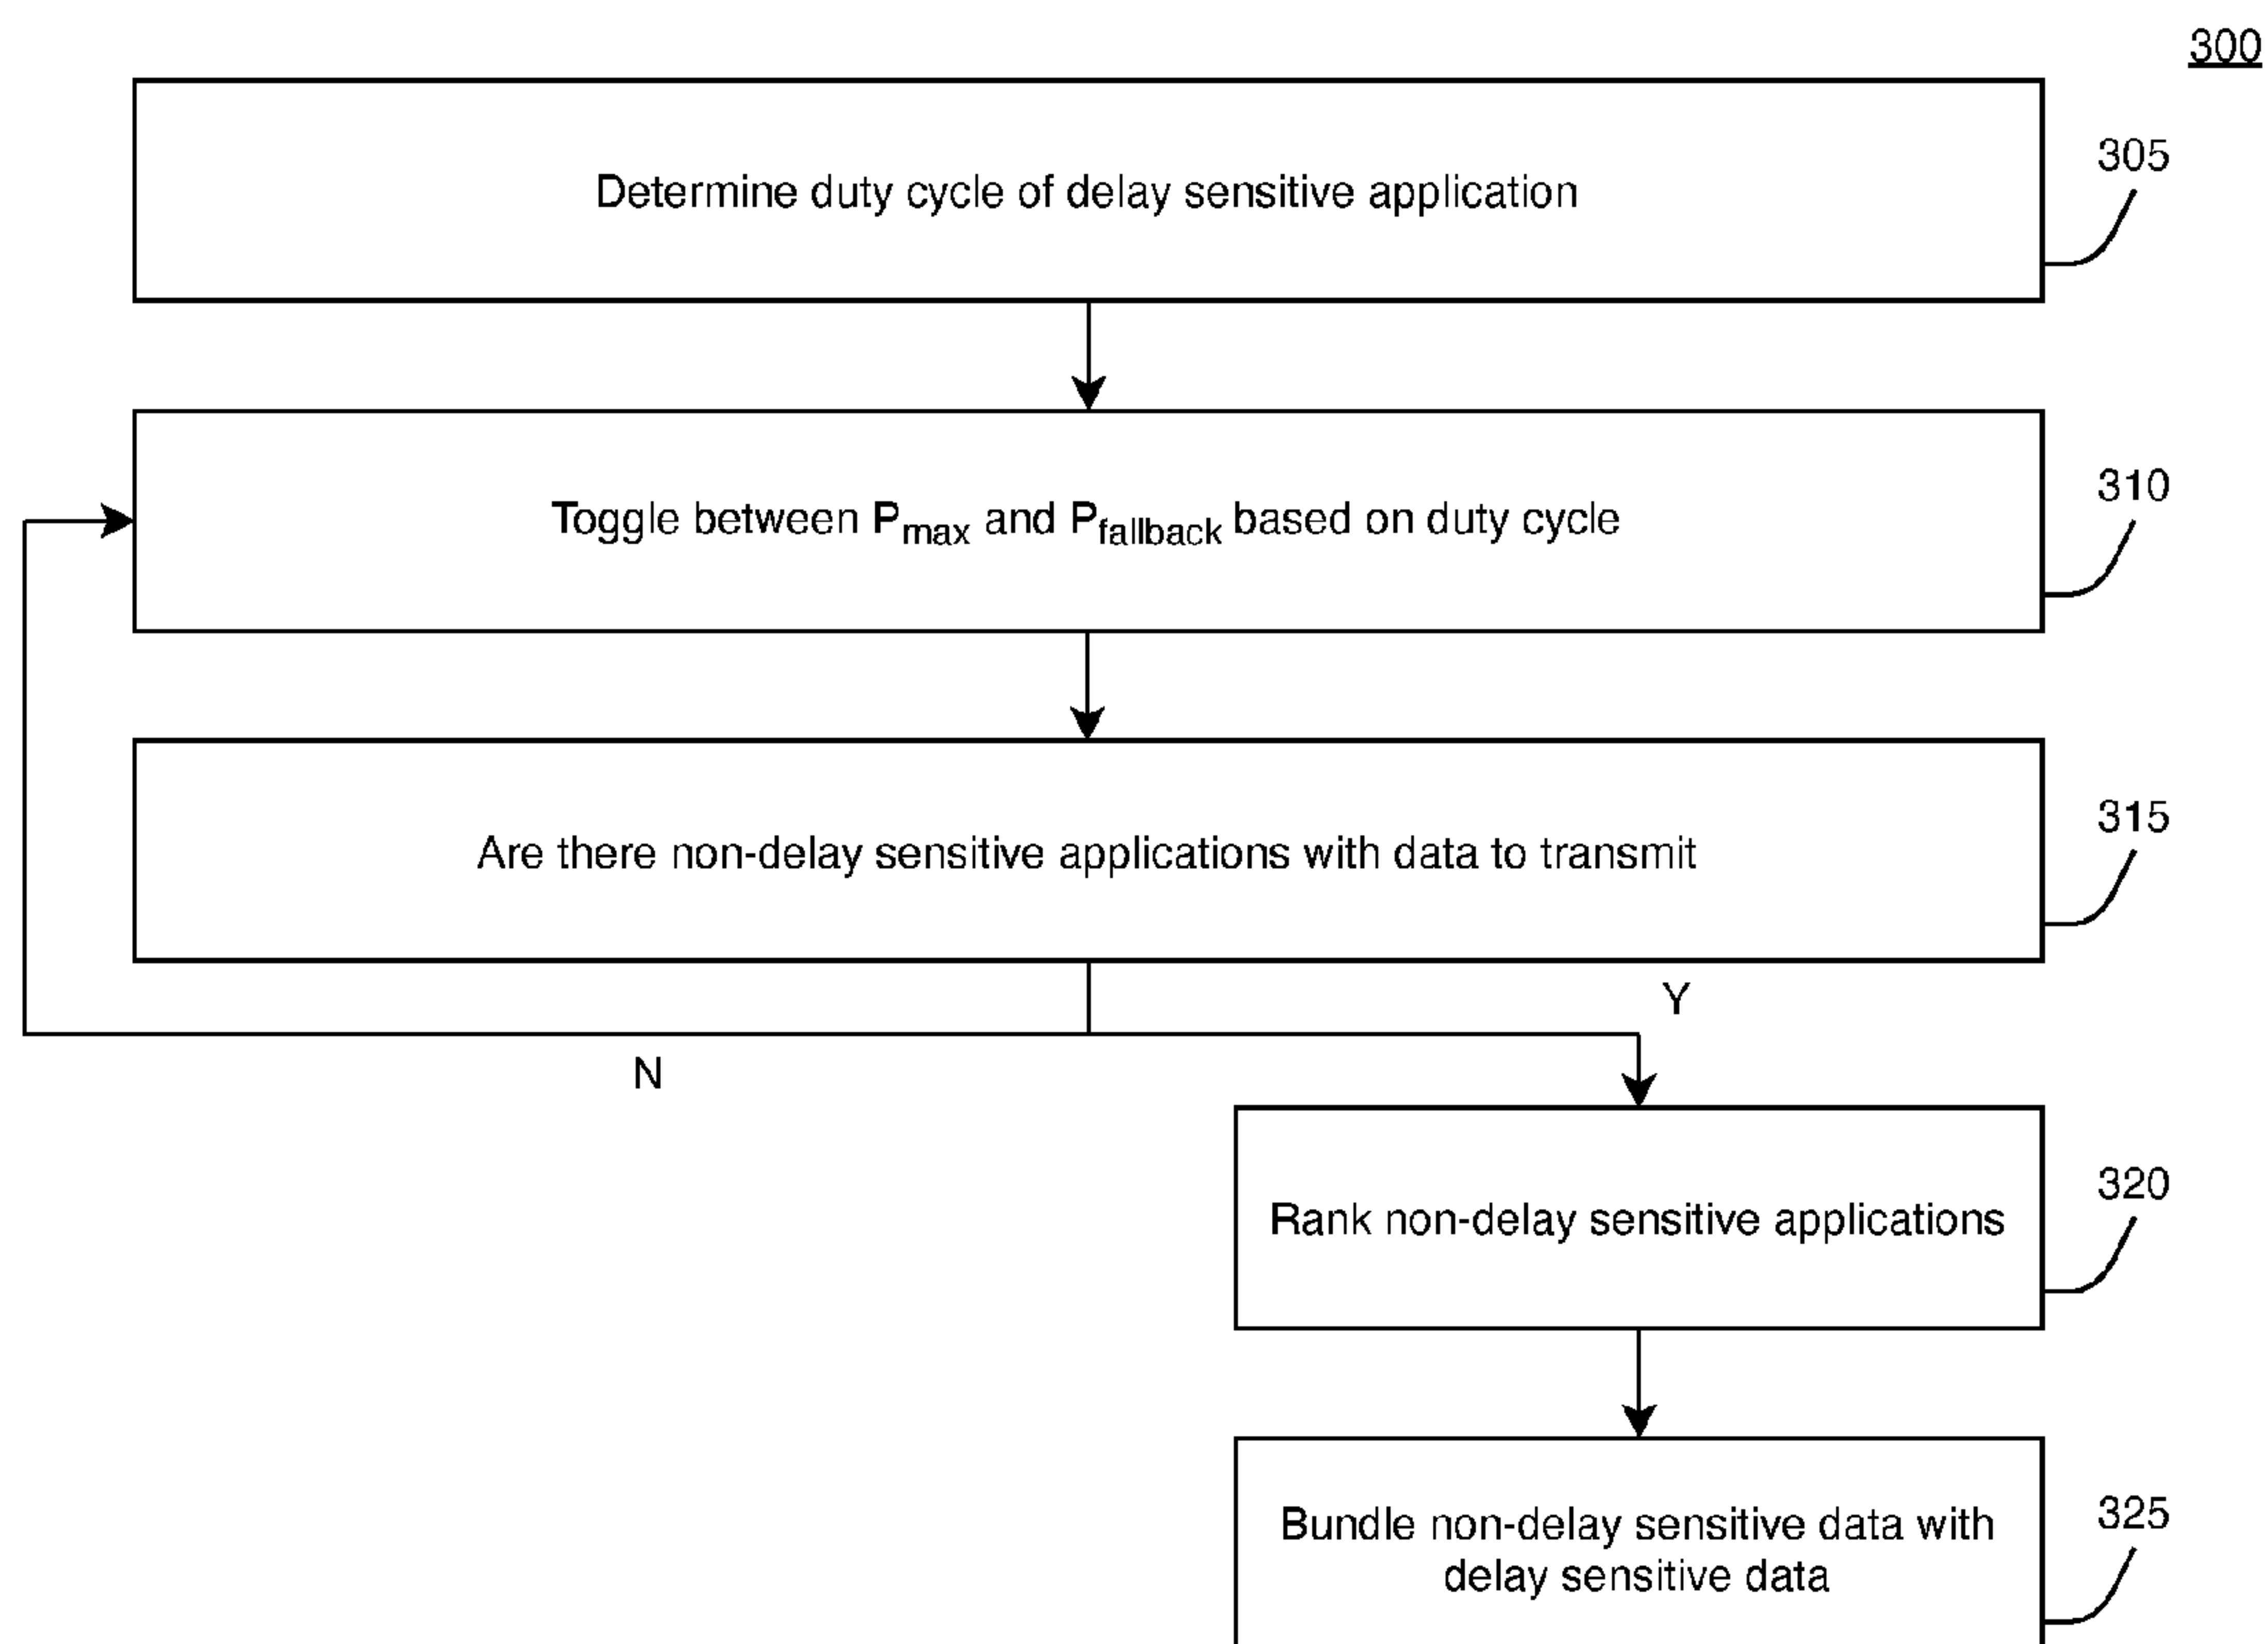 300
Determine duty cycle of delay sensitive application
305
Toggle between Pmax and Pfallback based on duty cycle
310
Are there non-delay sensitive applications with data to transmit
315
Y
N
Rank non-delay sensitive applications
320
Bundle non-delay sensitive data with
delay sensitive data
325